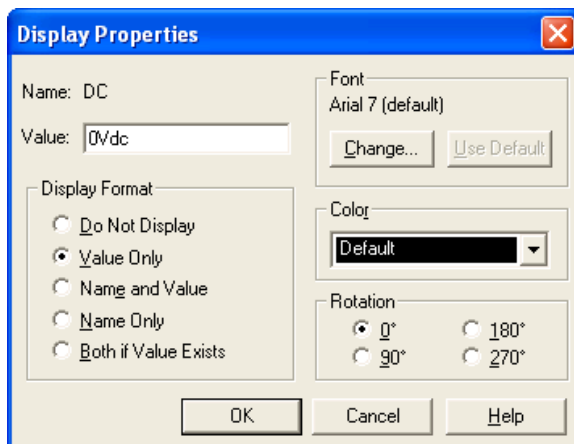 Display Properties
Name: DC
Value: 0Vdc
Display Format
Do Not Display
Value Only
Name and Value
Name Only
Both if Value Exists
Font
Arial 7 (default)
Change... Use Default
Color
Default
Rotation
0° 180°
90° 270°
OK Cancel Help